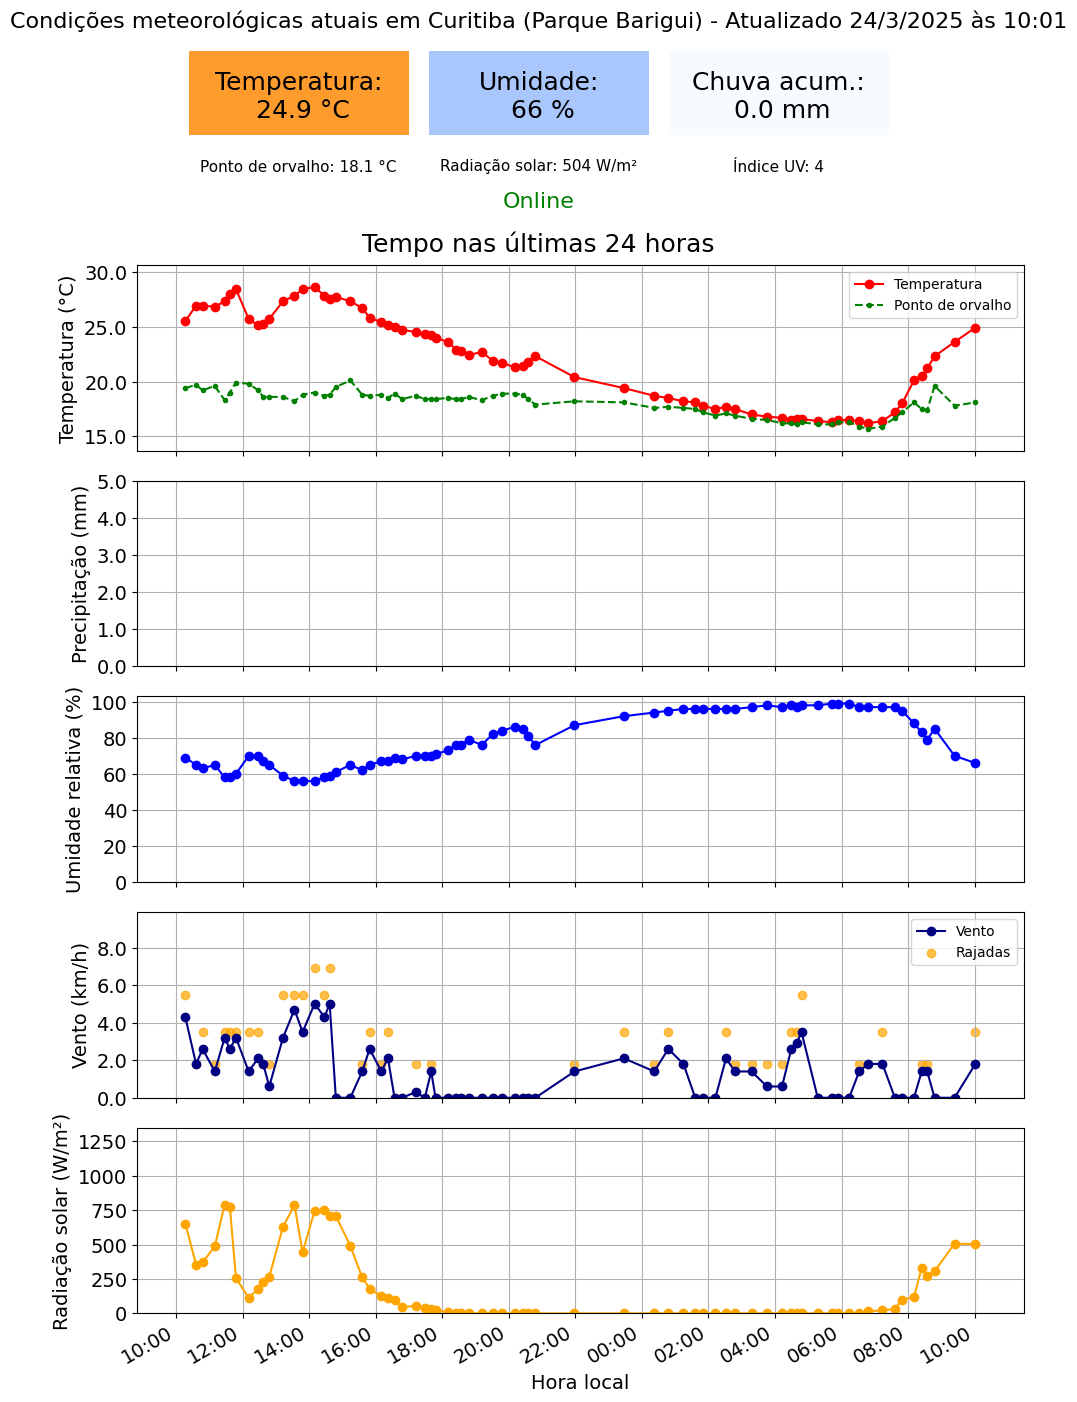 Condições meteorológicas atuais em Curitiba (Parque Barigui) - Atualizado 24/3/2025 às 10:01
Temperatura:
24.9 °C
Umidade:
66 %
Chuva acum.:
0.0 mm
Ponto de orvalho: 18.1 °C
Radiação solar: 504 W/m²
Índice UV: 4
Online
Tempo nas últimas 24 horas
Temperatura (°C)
30.0
25.0
20.0
15.0
Temperatura
Ponto de orvalho
Precipitação (mm)
5.0
4.0
3.0
2.0
1.0
0.0
Umidade relativa (%)
100
80
60
40
20
0
Vento (km/h)
8.0
6.0
4.0
2.0
0.0
Vento
Rajadas
Radiação solar (W/m²)
1250
1000
750
500
250
0
10:00
12:00
14:00
16:00
18:00
20:00
22:00
00:00
02:00
04:00
06:00
08:00
10:00
Hora local